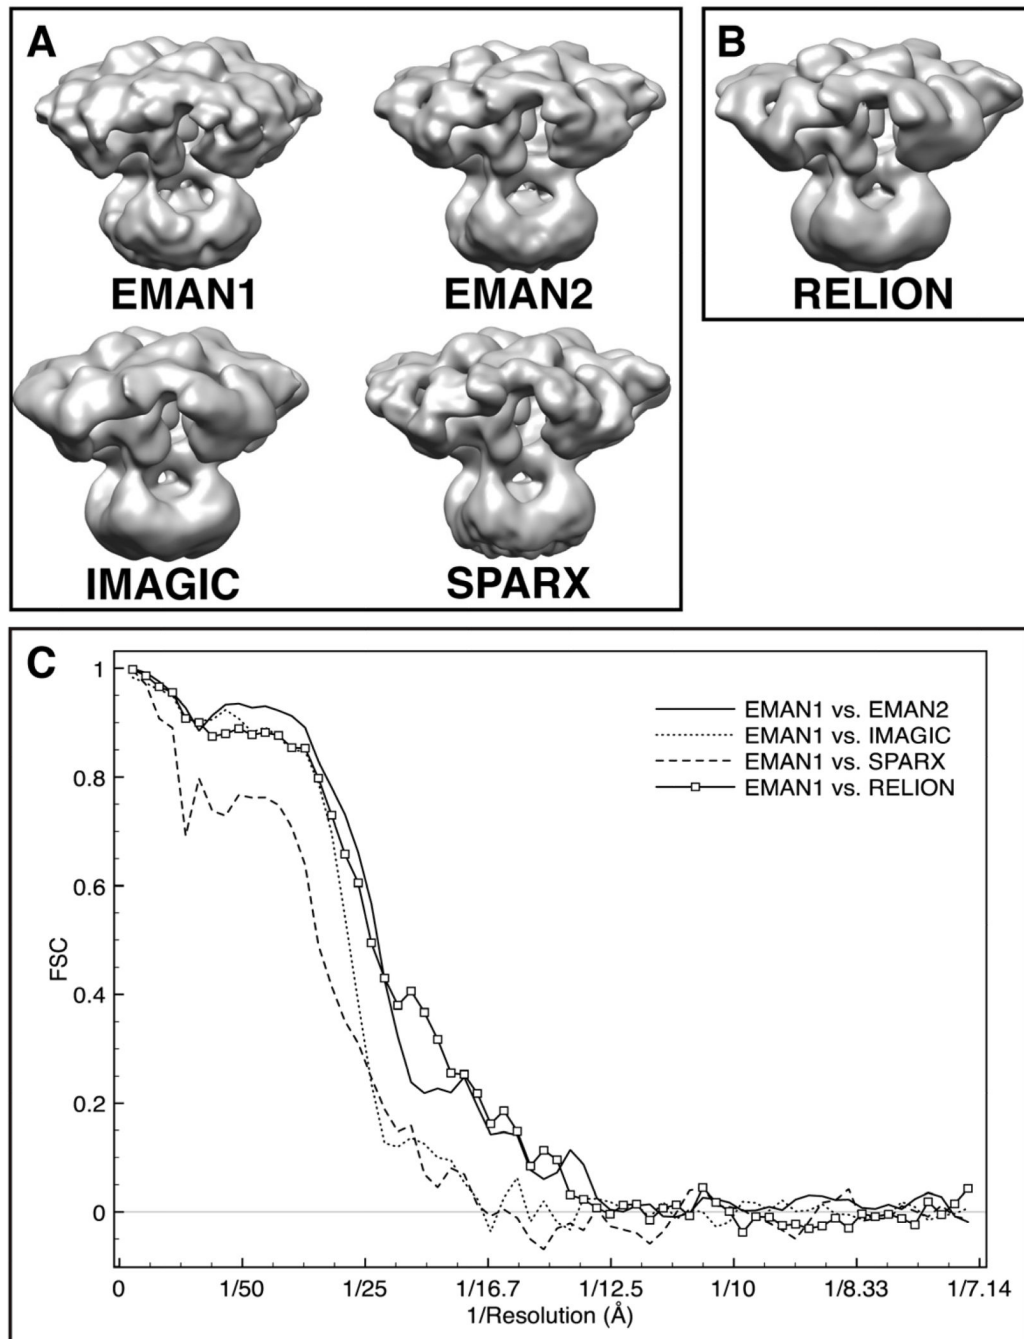 A
B
EMAN1
EMAN2
RELION
IMAGIC
SPARX
C
1
0.8
0.6
0.4
0.2
0
FSC
EMAN1 vs. EMAN2
EMAN1 vs. IMAGIC
EMAN1 vs. SPARX
EMAN1 vs. RELION
0 1/50 1/25 1/16.7 1/12.5 1/10 1/8.33 1/7.14
1/Resolution (Å)